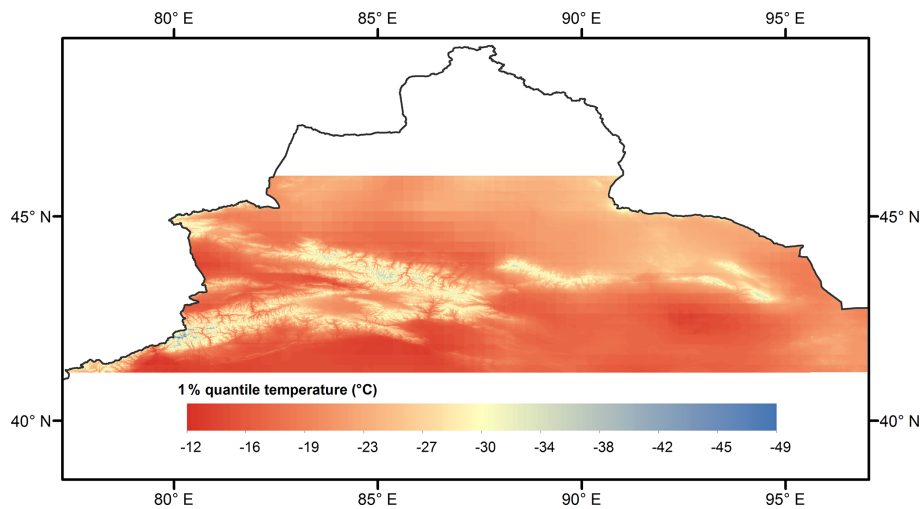 80° E 85° E 90° E 95° E
45° N 45° N
1% quantile temperature (°C)
40° N 40° N
-12 -16 -19 -23 -27 -30 -34 -38 -42 -45 -49
80° E 85° E 90° E 95° E